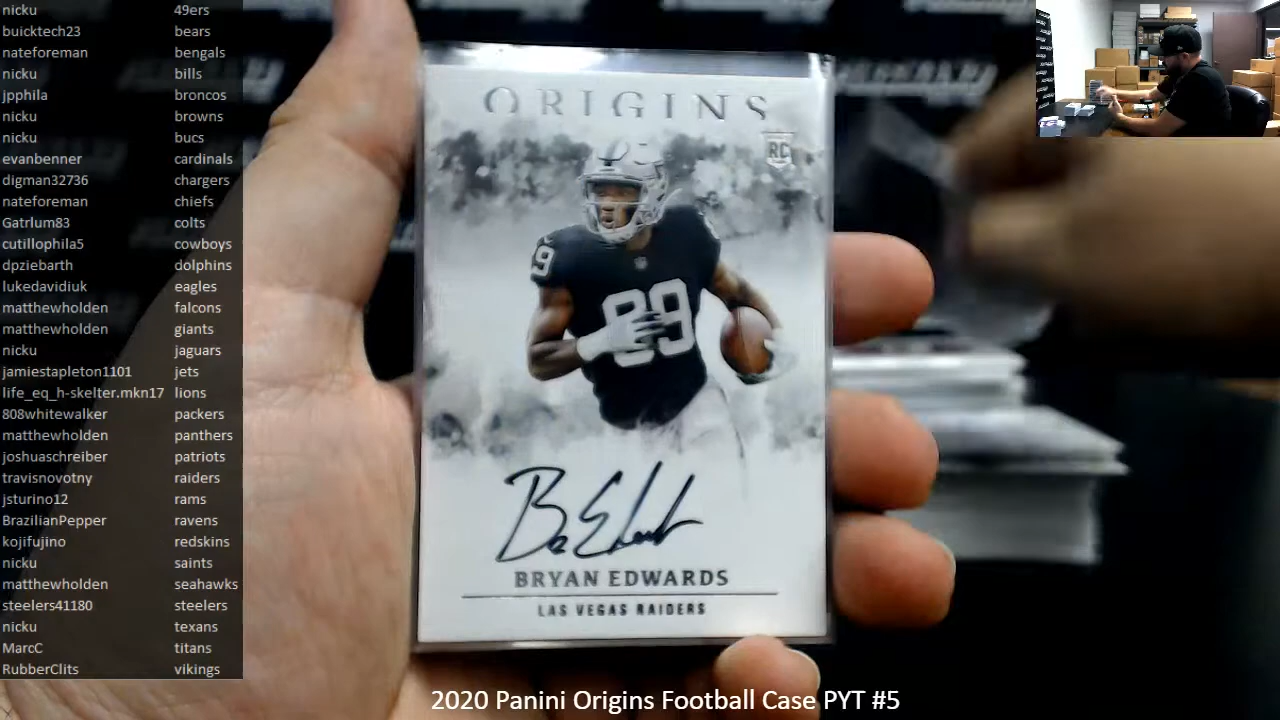 nicku 49ers
buicktech23 bears
nateforeman bengals
nicku bills
jpphila broncos
nicku browns
nicku bucs
evanbenner cardinals
digman32736 chargers
nateforeman chiefs
Gatrlum83 colts
cutillophila5 cowboys
dpziebarth dolphins
lukedavidiuk eagles
matthewholden falcons
matthewholden giants
nicku jaguars
jamiestapleton1101 jets
life_eq_h-skelter.mkn17 lions
808whitewalker packers
matthewholden panthers
joshuaschreiber patriots
travisnovotny raiders
jsturino12 rams
BrazilianPepper ravens
kojifujino redskins
nicku saints
matthewholden seahawks
steelers41180 steelers
nicku texans
MarcC titans
RubberClits vikings
ORIGINS
RC
89
89
BRYAN EDWARDS
LAS VEGAS RAIDERS
2020 Panini Origins Football Case PYT #5